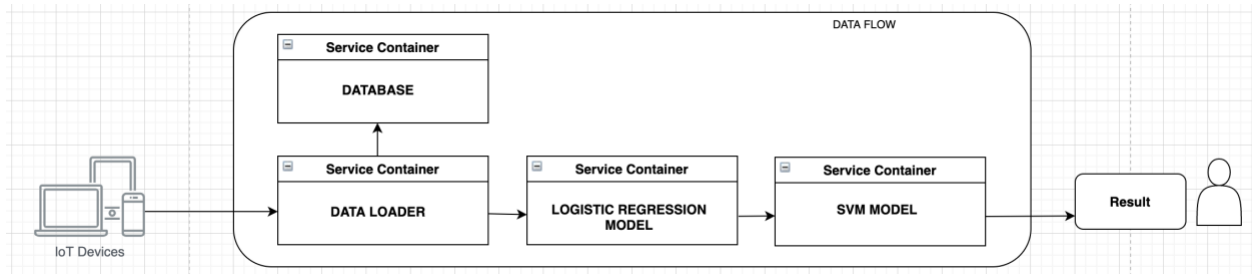 DATA FLOW
Service Container
DATABASE
Service Container
DATA LOADER
Service Container
LOGISTIC REGRESSION
MODEL
Service Container
SVM MODEL
Result
IoT Devices